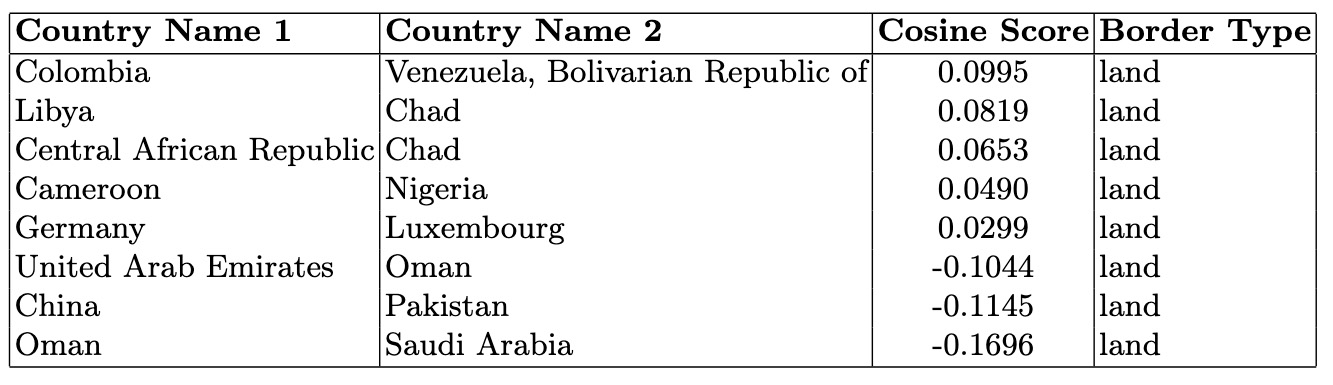 Country Name 1 Country Name 2 Cosine Score Border Type
Colombia Venezuela, Bolivarian Republic of 0.0995 land
Libya Chad 0.0819 land
Central African Republic Chad 0.0653 land
Cameroon Nigeria 0.0490 land
Germany Luxembourg 0.0299 land
United Arab Emirates Oman -0.1044 land
China Pakistan -0.1145 land
Oman Saudi Arabia -0.1696 land